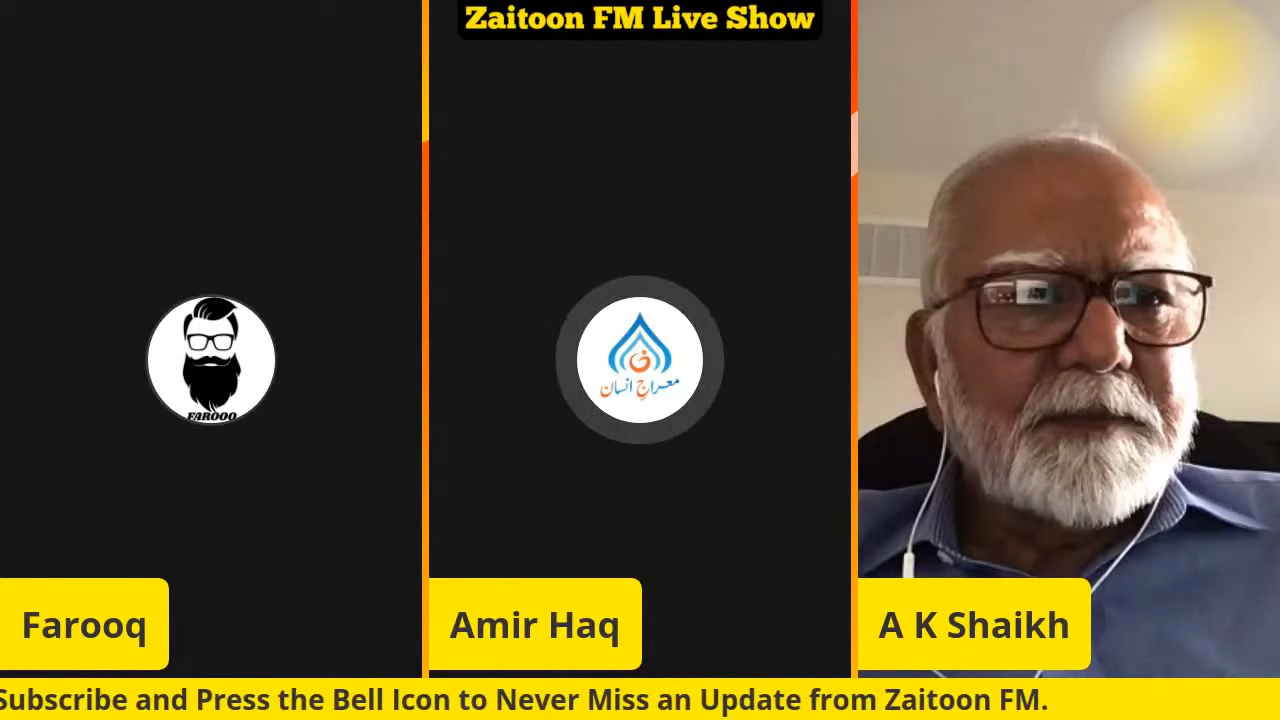 Zaitoon FM Live Show
FAROOQ
معراجِ انسان
Farooq
Amir Haq
A K Shaikh
Subscribe and Press the Bell Icon to Never Miss an Update from Zaitoon FM.